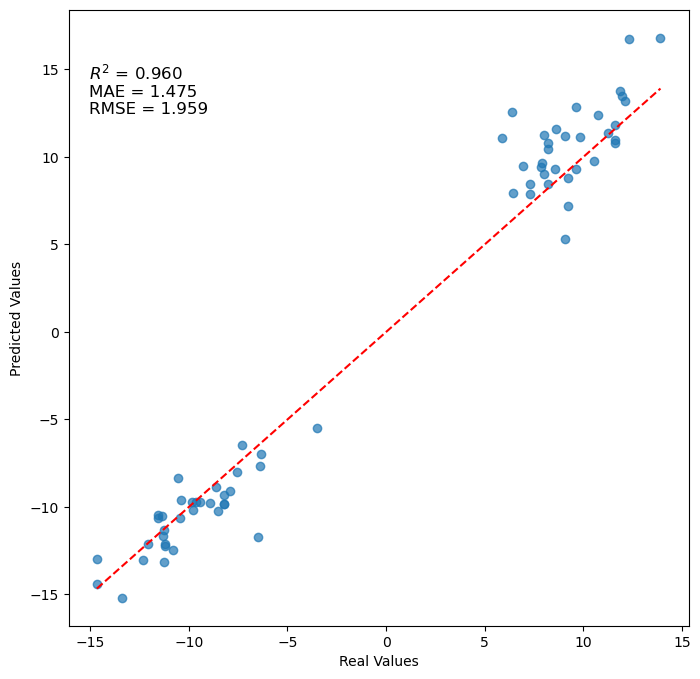 R² = 0.960
MAE = 1.475
RMSE = 1.959
15
10
5
0
−5
−10
−15
Predicted Values
−15 −10 −5 0 5 10 15
Real Values